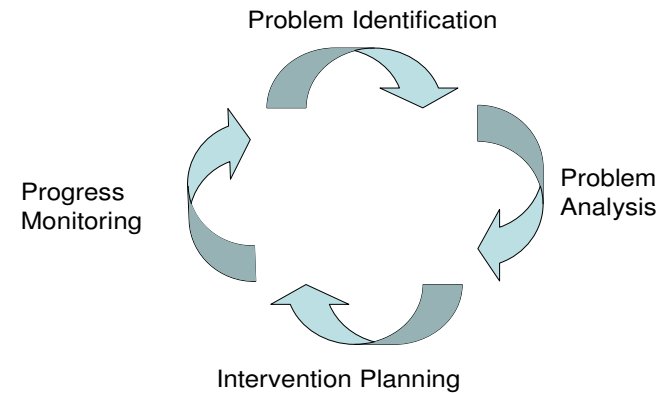 Problem Identification
Problem
Analysis
Intervention Planning
Progress
Monitoring